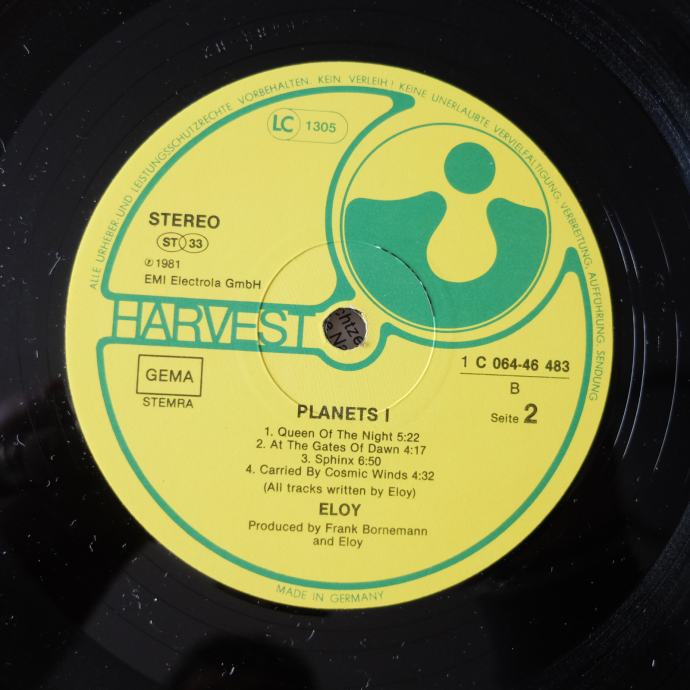 ALLE URHEBER-UND LEISTUNGSSCHUTZRECHTE VORBEHALTEN. KEIN VERLEIH! KEINE UNERLAUBTE VERVIELFÄLTIGUNG, VERBREITUNG, AUFFÜHRUNG, SENDUNG
LC 1305
STEREO
ST 33
℗ 1981
EMI Electrola GmbH
HARVEST
GEMA
STEMRA
1 C 064-46 483
B
Seite 2
PLANETS I
1. Queen Of The Night 5:22
2. At The Gates Of Dawn 4:17
3. Sphinx 6:50
4. Carried By Cosmic Winds 4:32
(All tracks written by Eloy)
ELOY
Produced by Frank Bornemann
and Eloy
MADE IN GERMANY